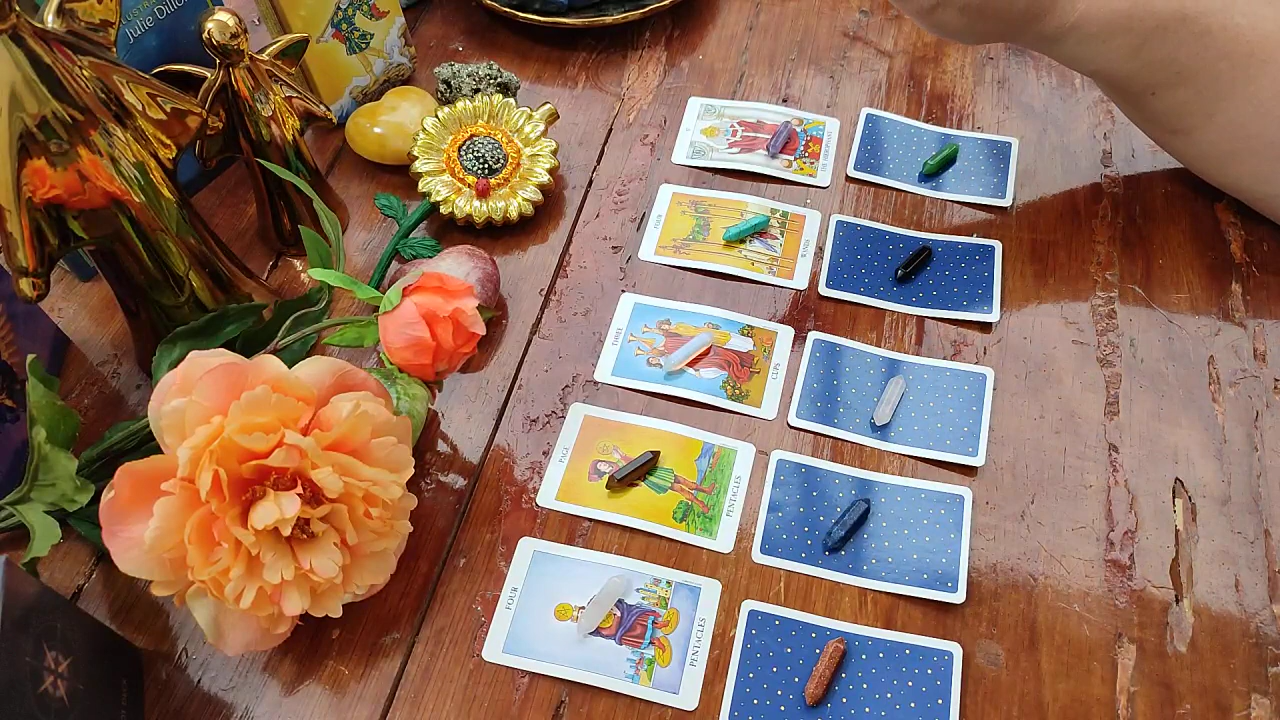 Julie Dillon
THE HIEROPHANT
FOUR
WANDS
THREE
CUPS
PAGE
PENTACLES
FOUR
PENTACLES